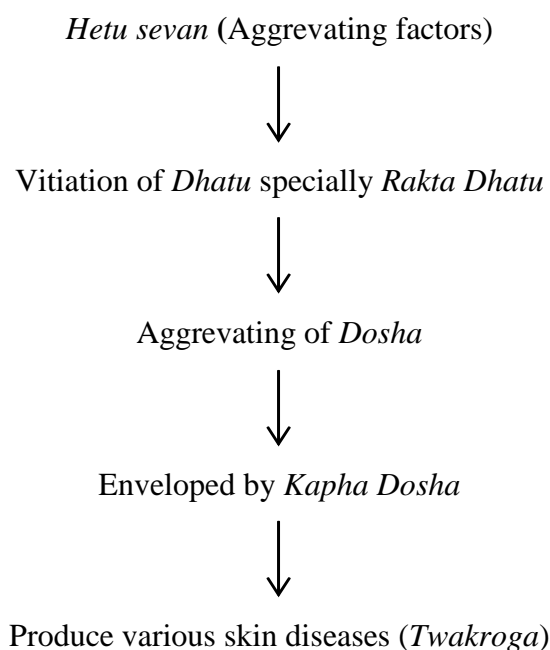 Hetu sevan (Aggrevating factors)
Vitiation of Dhatu specially Rakta Dhatu
Aggrevating of Dosha
Enveloped by Kapha Dosha
Produce various skin diseases (Twakroga)